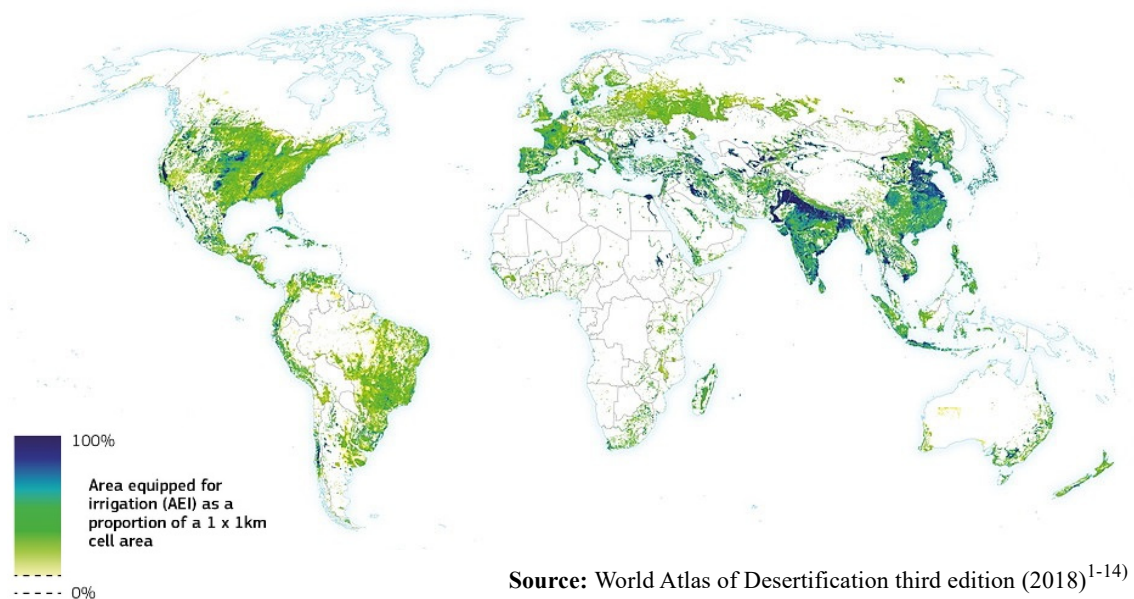 100%
Area equipped for
irrigation (AEI) as a
proportion of a 1 x 1km
cell area
0%
Source: World Atlas of Desertification third edition (2018)1-14)